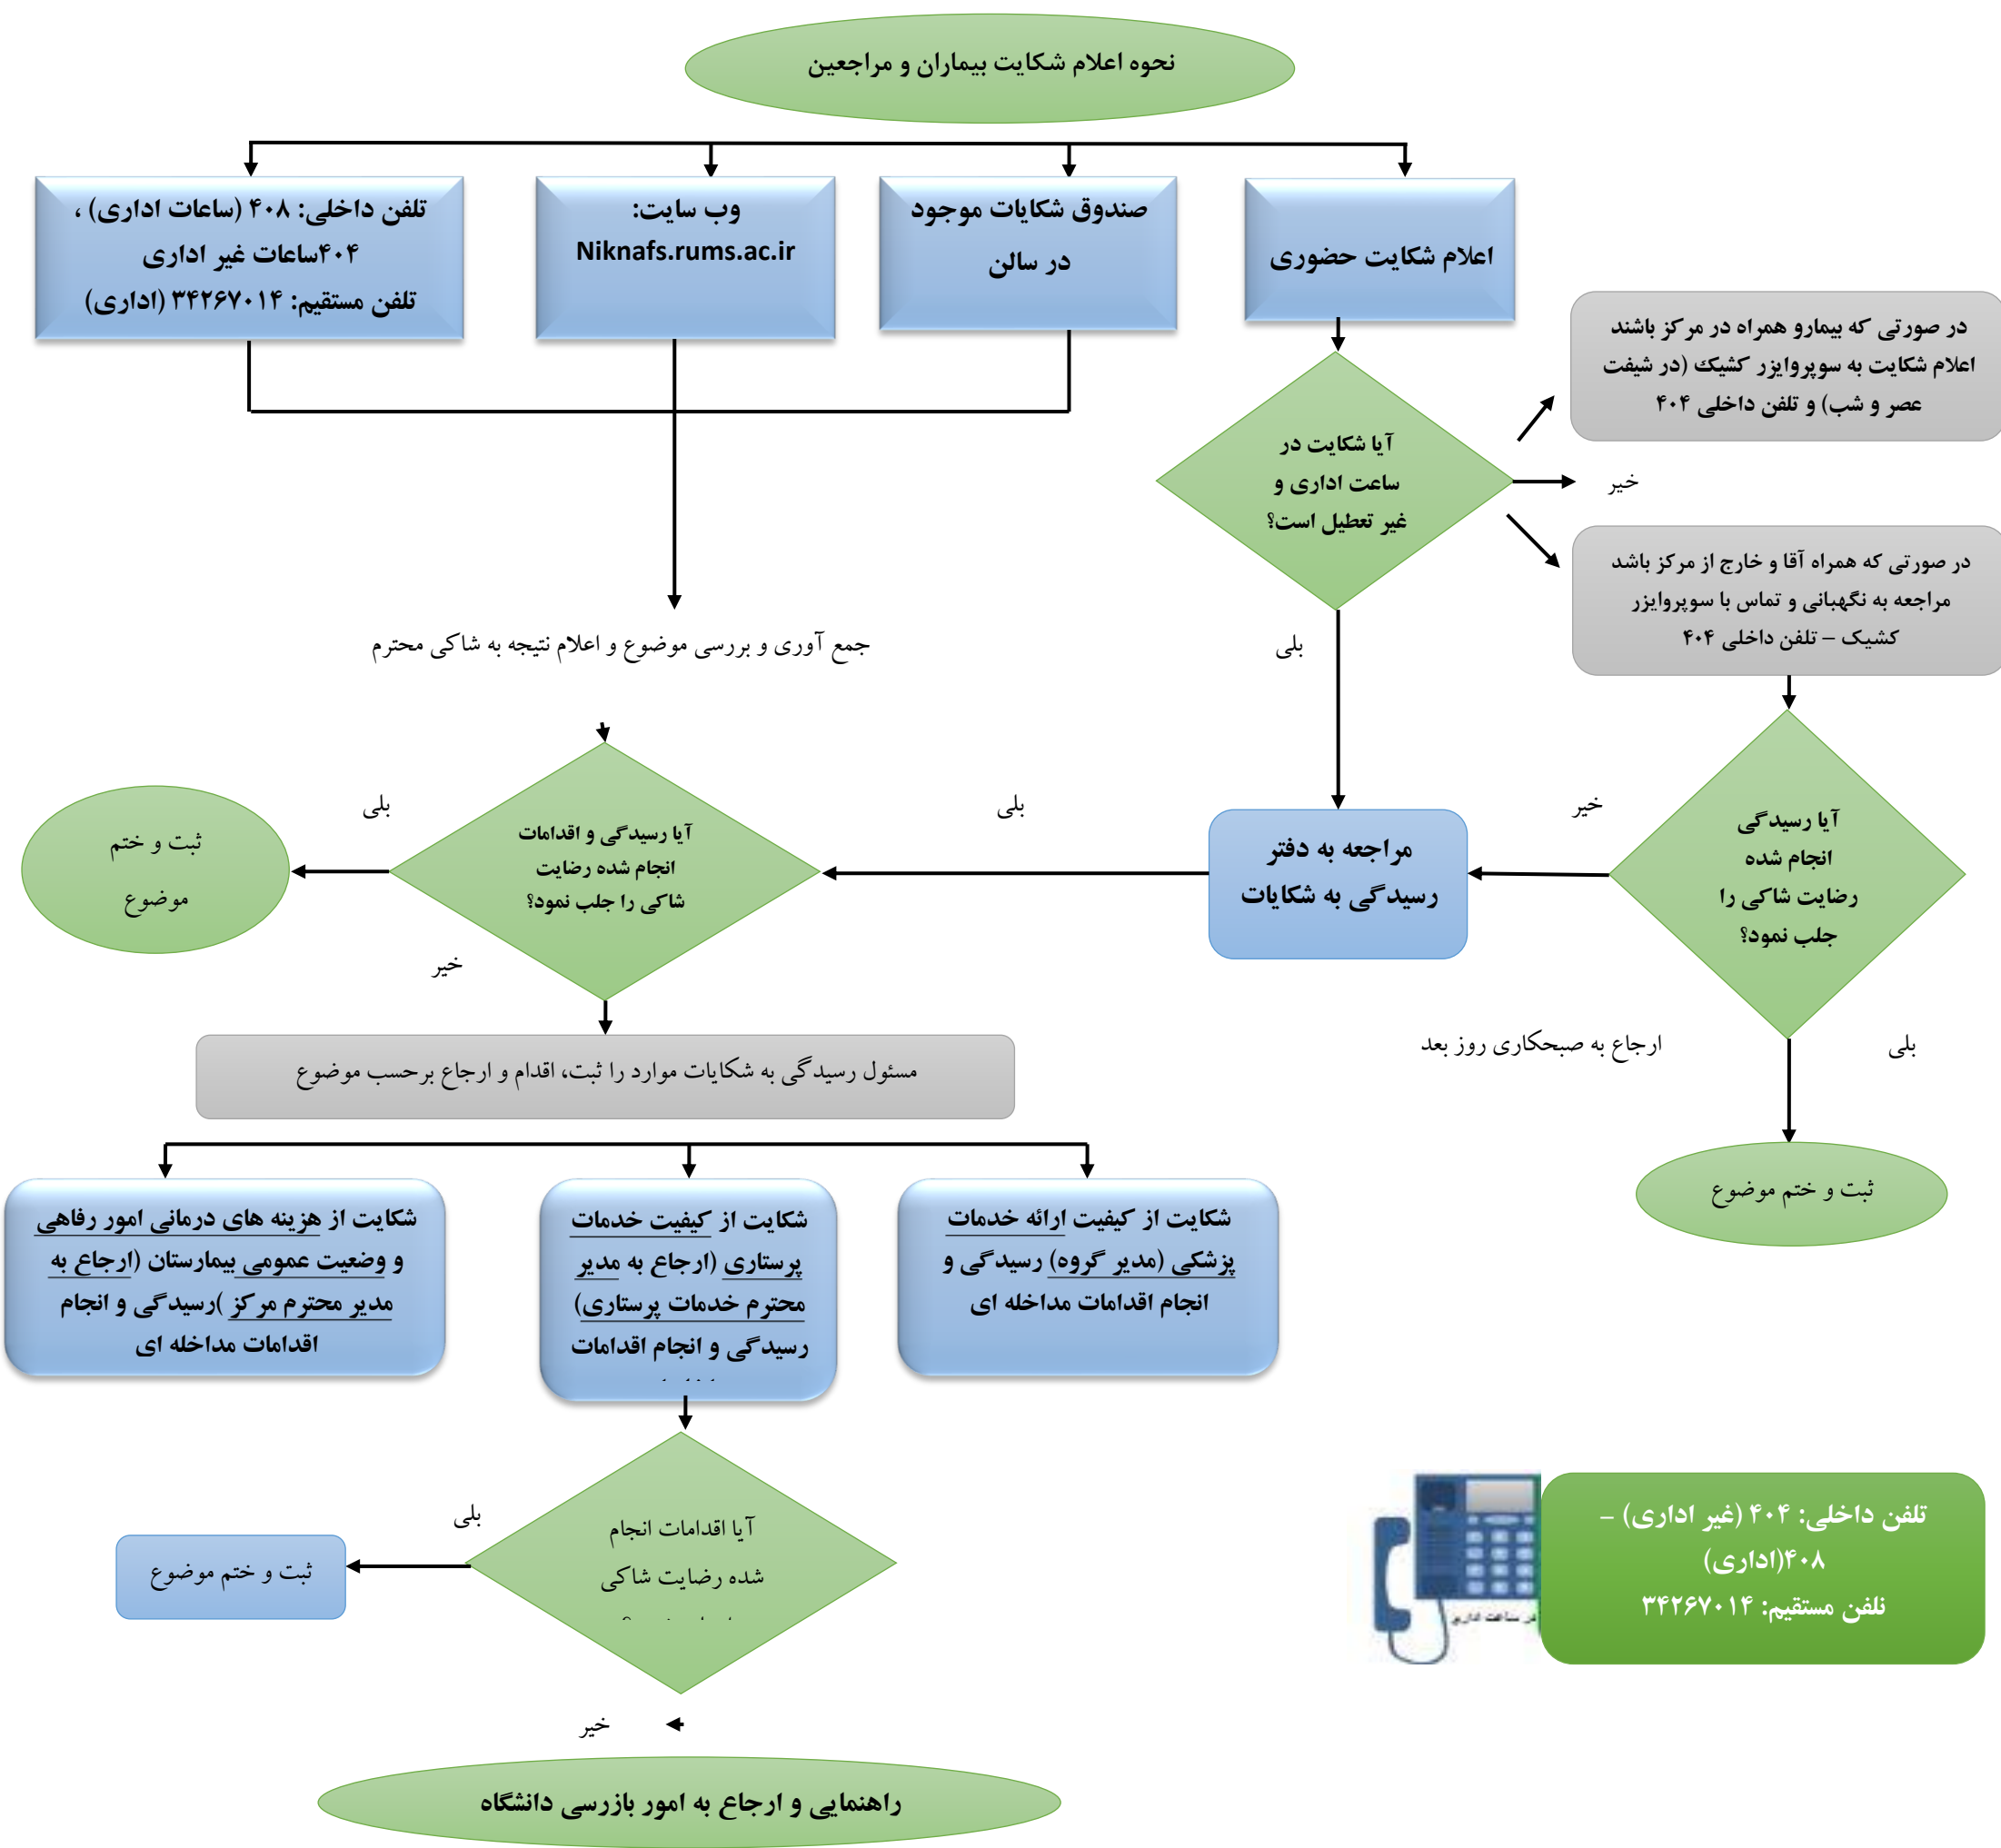 نحوه اعلام شکایت بیماران و مراجعین
اعلام شکایت حضوری
صندوق شکایات موجود
در سالن
وب سایت:
Niknafs.rums.ac.ir
تلفن داخلی: ۴۰۸ (ساعات اداری) ،
۴۰۴ساعات غیر اداری
تلفن مستقیم: ۳۴۲۶۷۰۱۴ (اداری)
در صورتی که بیمارو همراه در مرکز باشند
اعلام شکایت به سوپروایزر کشیک (در شیفت
عصر و شب) و تلفن داخلی ۴۰۴
آیا شکایت در
ساعت اداری و
غیر تعطیل است؟
خیر
در صورتی که همراه آقا و خارج از مرکز باشد
مراجعه به نگهبانی و تماس با سوپروایزر
کشیک – تلفن داخلی ۴۰۴
بلی
جمع آوری و بررسی موضوع و اعلام نتیجه به شاکی محترم
آیا رسیدگی
انجام شده
رضایت شاکی را
جلب نمود؟
خیر
مراجعه به دفتر
رسیدگی به شکایات
بلی
آیا رسیدگی و اقدامات
انجام شده رضایت
شاکی را جلب نمود؟
بلی
ثبت و ختم
موضوع
خیر
ارجاع به صبحکاری روز بعد
بلی
مسئول رسیدگی به شکایات موارد را ثبت، اقدام و ارجاع برحسب موضوع
ثبت و ختم موضوع
شکایت از کیفیت ارائه خدمات
پزشکی (مدیر گروه) رسیدگی و
انجام اقدامات مداخله ای
شکایت از کیفیت خدمات
پرستاری (ارجاع به مدیر
محترم خدمات پرستاری)
رسیدگی و انجام اقدامات
شکایت از هزینه های درمانی امور رفاهی
و وضعیت عمومی بیمارستان (ارجاع به
مدیر محترم مرکز )رسیدگی و انجام
اقدامات مداخله ای
آیا اقدامات انجام
شده رضایت شاکی
بلی
ثبت و ختم موضوع
تلفن داخلی: ۴۰۴ (غیر اداری) –
۴۰۸(اداری)
تلفن مستقیم: ۳۴۲۶۷۰۱۴
در ساعت اداری
خیر
راهنمایی و ارجاع به امور بازرسی دانشگاه